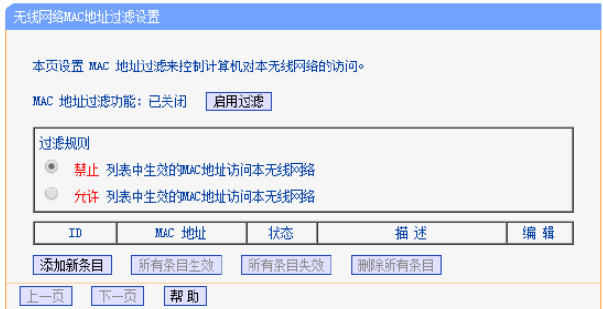 无线网络MAC地址过滤设置
本页设置 MAC 地址过滤来控制计算机对本无线网络的访问。
MAC 地址过滤功能：已关闭 启用过滤
过滤规则
禁止 列表中生效的MAC地址访问本无线网络
允许 列表中生效的MAC地址访问本无线网络
ID MAC 地址 状态 描 述 编 辑
添加新条目 所有条目生效 所有条目失效 删除所有条目
上一页 下一页 帮 助